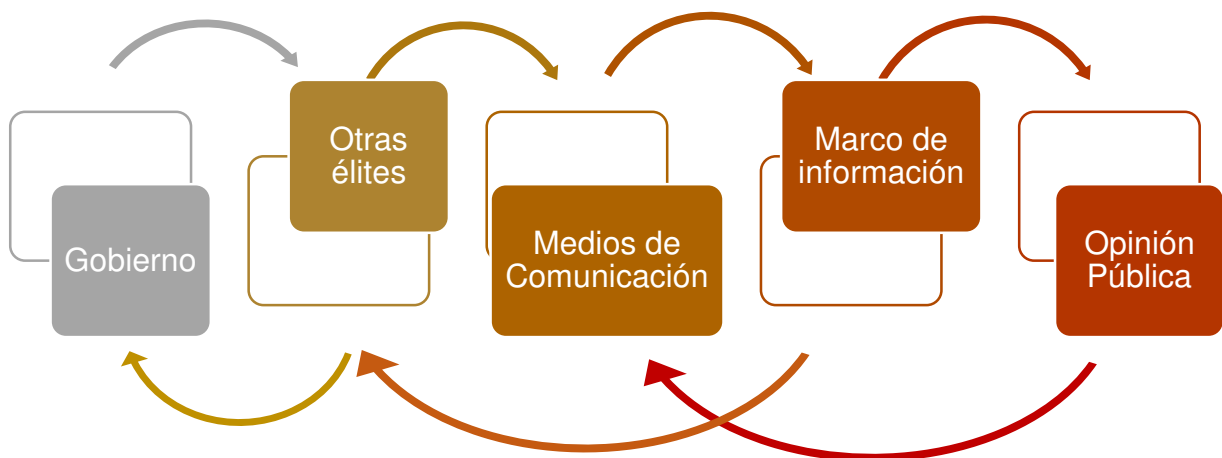 Gobierno
Otras
élites
Medios de
Comunicación
Marco de
información
Opinión
Pública